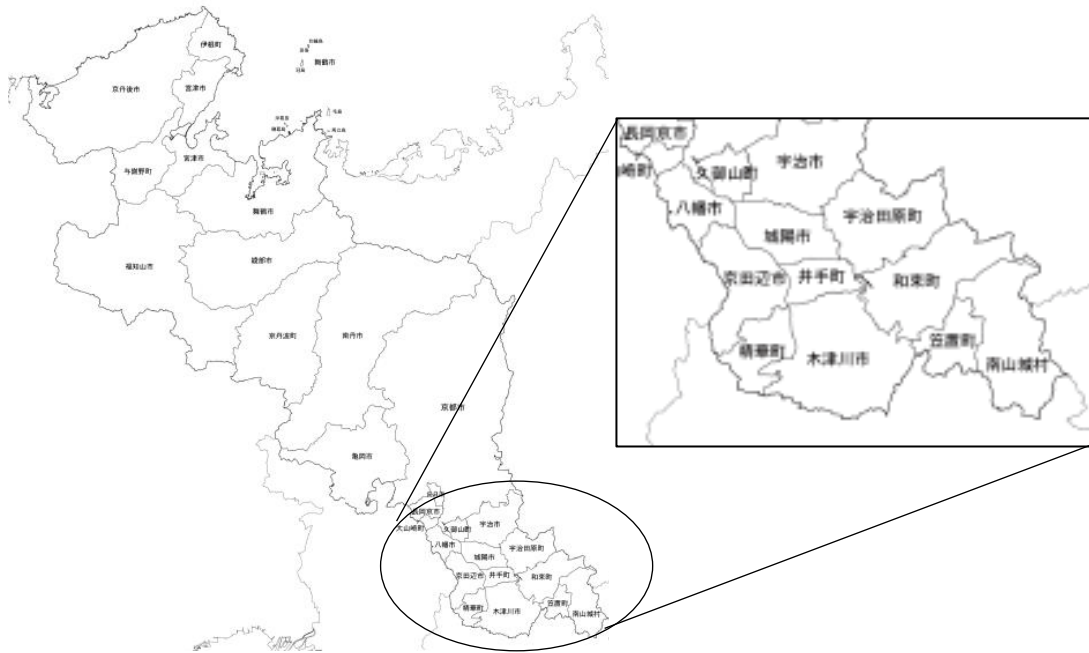 伊根町
京丹後市
宮津市
舞鶴市
宮津市
与謝野町
舞鶴市
福知山市
綾部市
京丹波町
南丹市
京都市
亀岡市
長岡京市
大山崎町
久御山町
宇治市
八幡市
城陽市
宇治田原町
京田辺市
井手町
和束町
精華町
木津川市
笠置町
南山城村
長岡京市
崎町
久御山町
宇治市
八幡市
城陽市
宇治田原町
京田辺市
井手町
和束町
精華町
木津川市
笠置町
南山城村